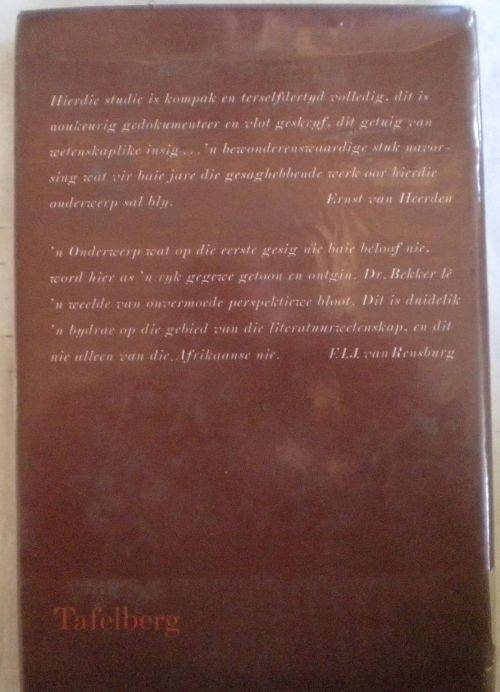 Hierdie studie is kompak en terselfdertyd volledig, dit is
noukeurig gedokumenteer en vlot geskryf, dit getuig van
wetenskaplike insig . . . 'n bewonderenswaardige stuk navor-
sing wat vir baie jare die gesaghebbende werk oor hierdie
onderwerp sal bly. Ernst van Heerden
'n Onderwerp wat op die eerste gesig nie baie beloof nie,
word hier as 'n ryk gegewe getoon en ontgin. Dr. Bekker lê
'n weelde van onvermoede perspektiewe bloot. Dit is duidelik
'n bydrae op die gebied van die literatuurwetenskap, en dit
nie alleen van die Afrikaanse nie. F.I.J. van Rensburg
Tafelberg